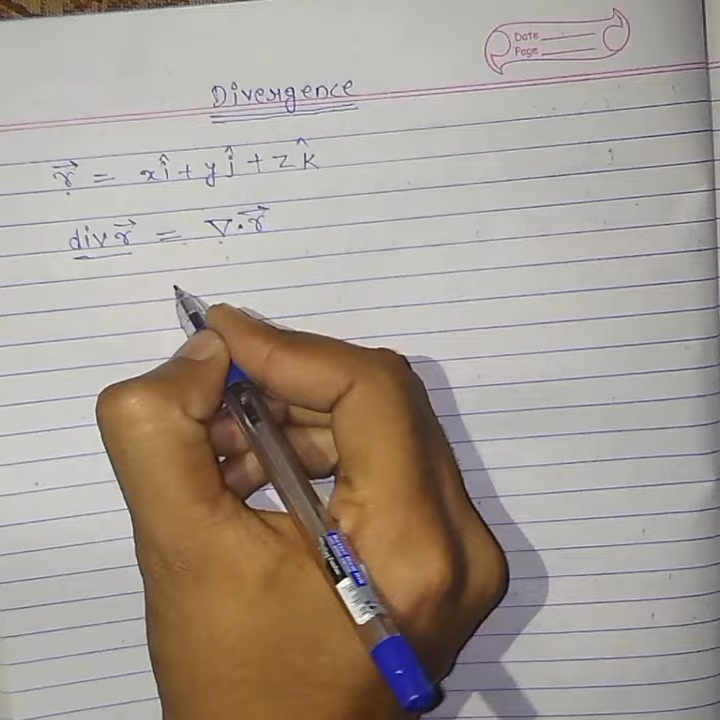 Date
Page
Divergence
r⃗ = xî + yĵ + zk̂
div r⃗ = ∇·r⃗